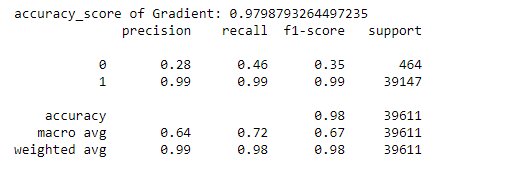 accuracy_score of Gradient: 0.9798793264497235
precision recall f1-score support
0 0.28 0.46 0.35 464
1 0.99 0.99 0.99 39147
accuracy 0.98 39611
macro avg 0.64 0.72 0.67 39611
weighted avg 0.99 0.98 0.98 39611